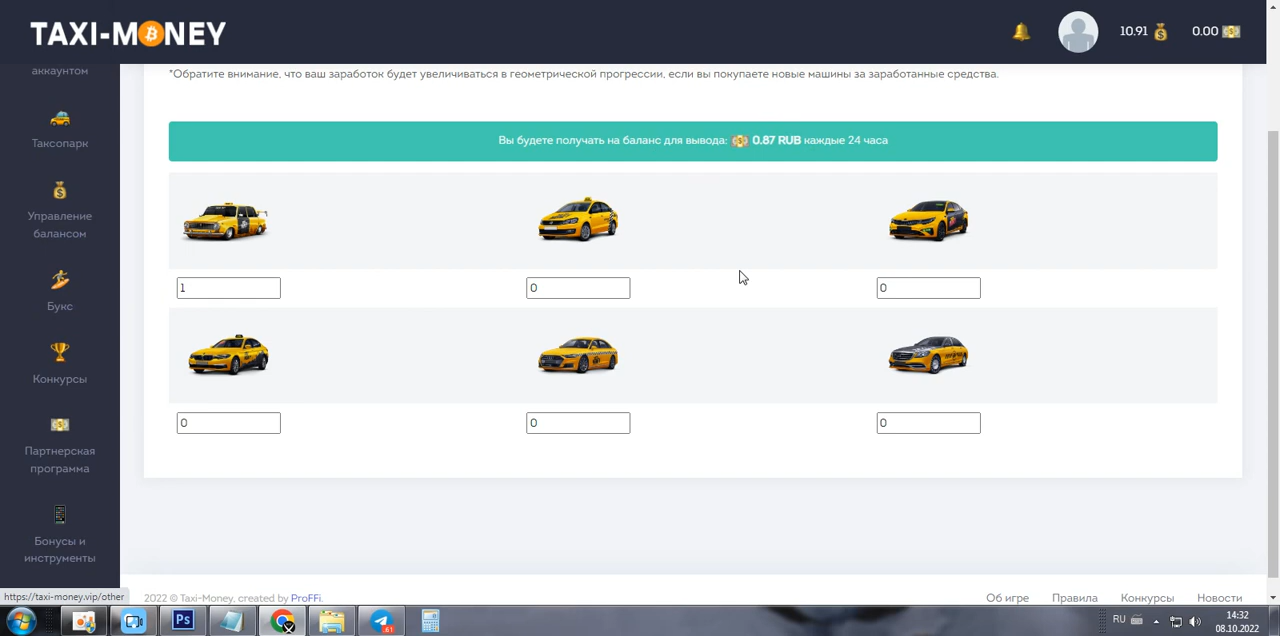 TAXI-MONEY
10.91
0.00
аккаунтом
*Обратите внимание, что ваш заработок будет увеличиваться в геометрической прогрессии, если вы покупаете новые машины за заработанные средства.
Таксопарк
Вы будете получать на баланс для вывода: 0.87 RUB каждые 24 часа
Управление
балансом
1
0
0
Букс
Конкурсы
0
0
0
Партнерская
программа
Бонусы и
инструменты
https://taxi-money.vip/other
2022 © Taxi-Money. created by ProFFi.
Об игре
Правила
Конкурсы
Новости
Ps
61
RU
14:32
08.10.2022